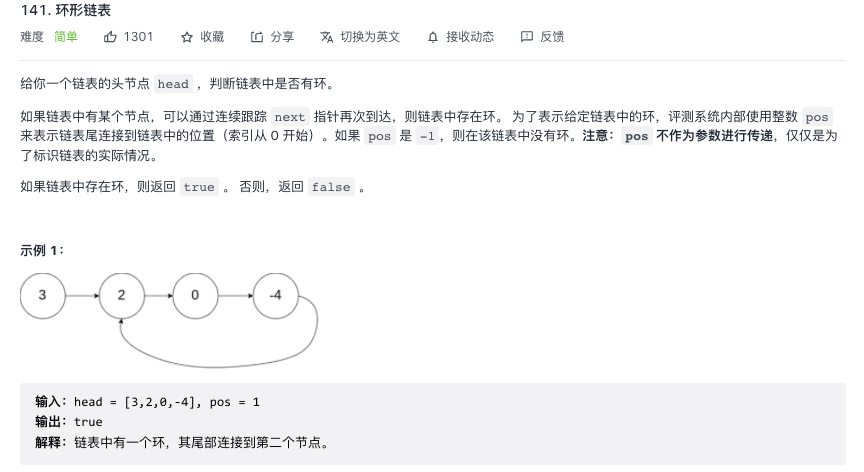 141. 环形链表
难度 简单 1301 收藏 分享 切换为英文 接收动态 反馈
给你一个链表的头节点 head ，判断链表中是否有环。
如果链表中有某个节点，可以通过连续跟踪 next 指针再次到达，则链表中存在环。 为了表示给定链表中的环，评测系统内部使用整数 pos
来表示链表尾连接到链表中的位置（索引从 0 开始）。如果 pos 是 -1，则在该链表中没有环。注意：pos 不作为参数进行传递，仅仅是为
了标识链表的实际情况。
如果链表中存在环，则返回 true 。 否则，返回 false 。
示例 1：
3 2 0 -4
输入：head = [3,2,0,-4], pos = 1
输出：true
解释：链表中有一个环，其尾部连接到第二个节点。